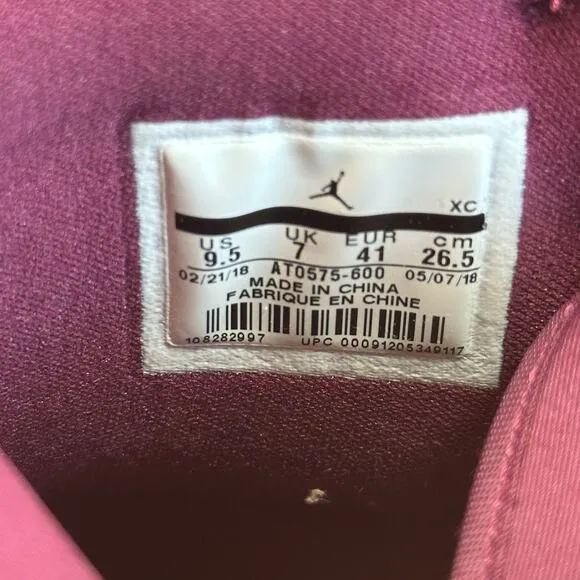 XC
US UK EUR cm
9.5 7 41 26.5
02/21/18 AT0575-600 05/07/18
MADE IN CHINA
FABRIQUE EN CHINE
108282997 UPC 00091205349117